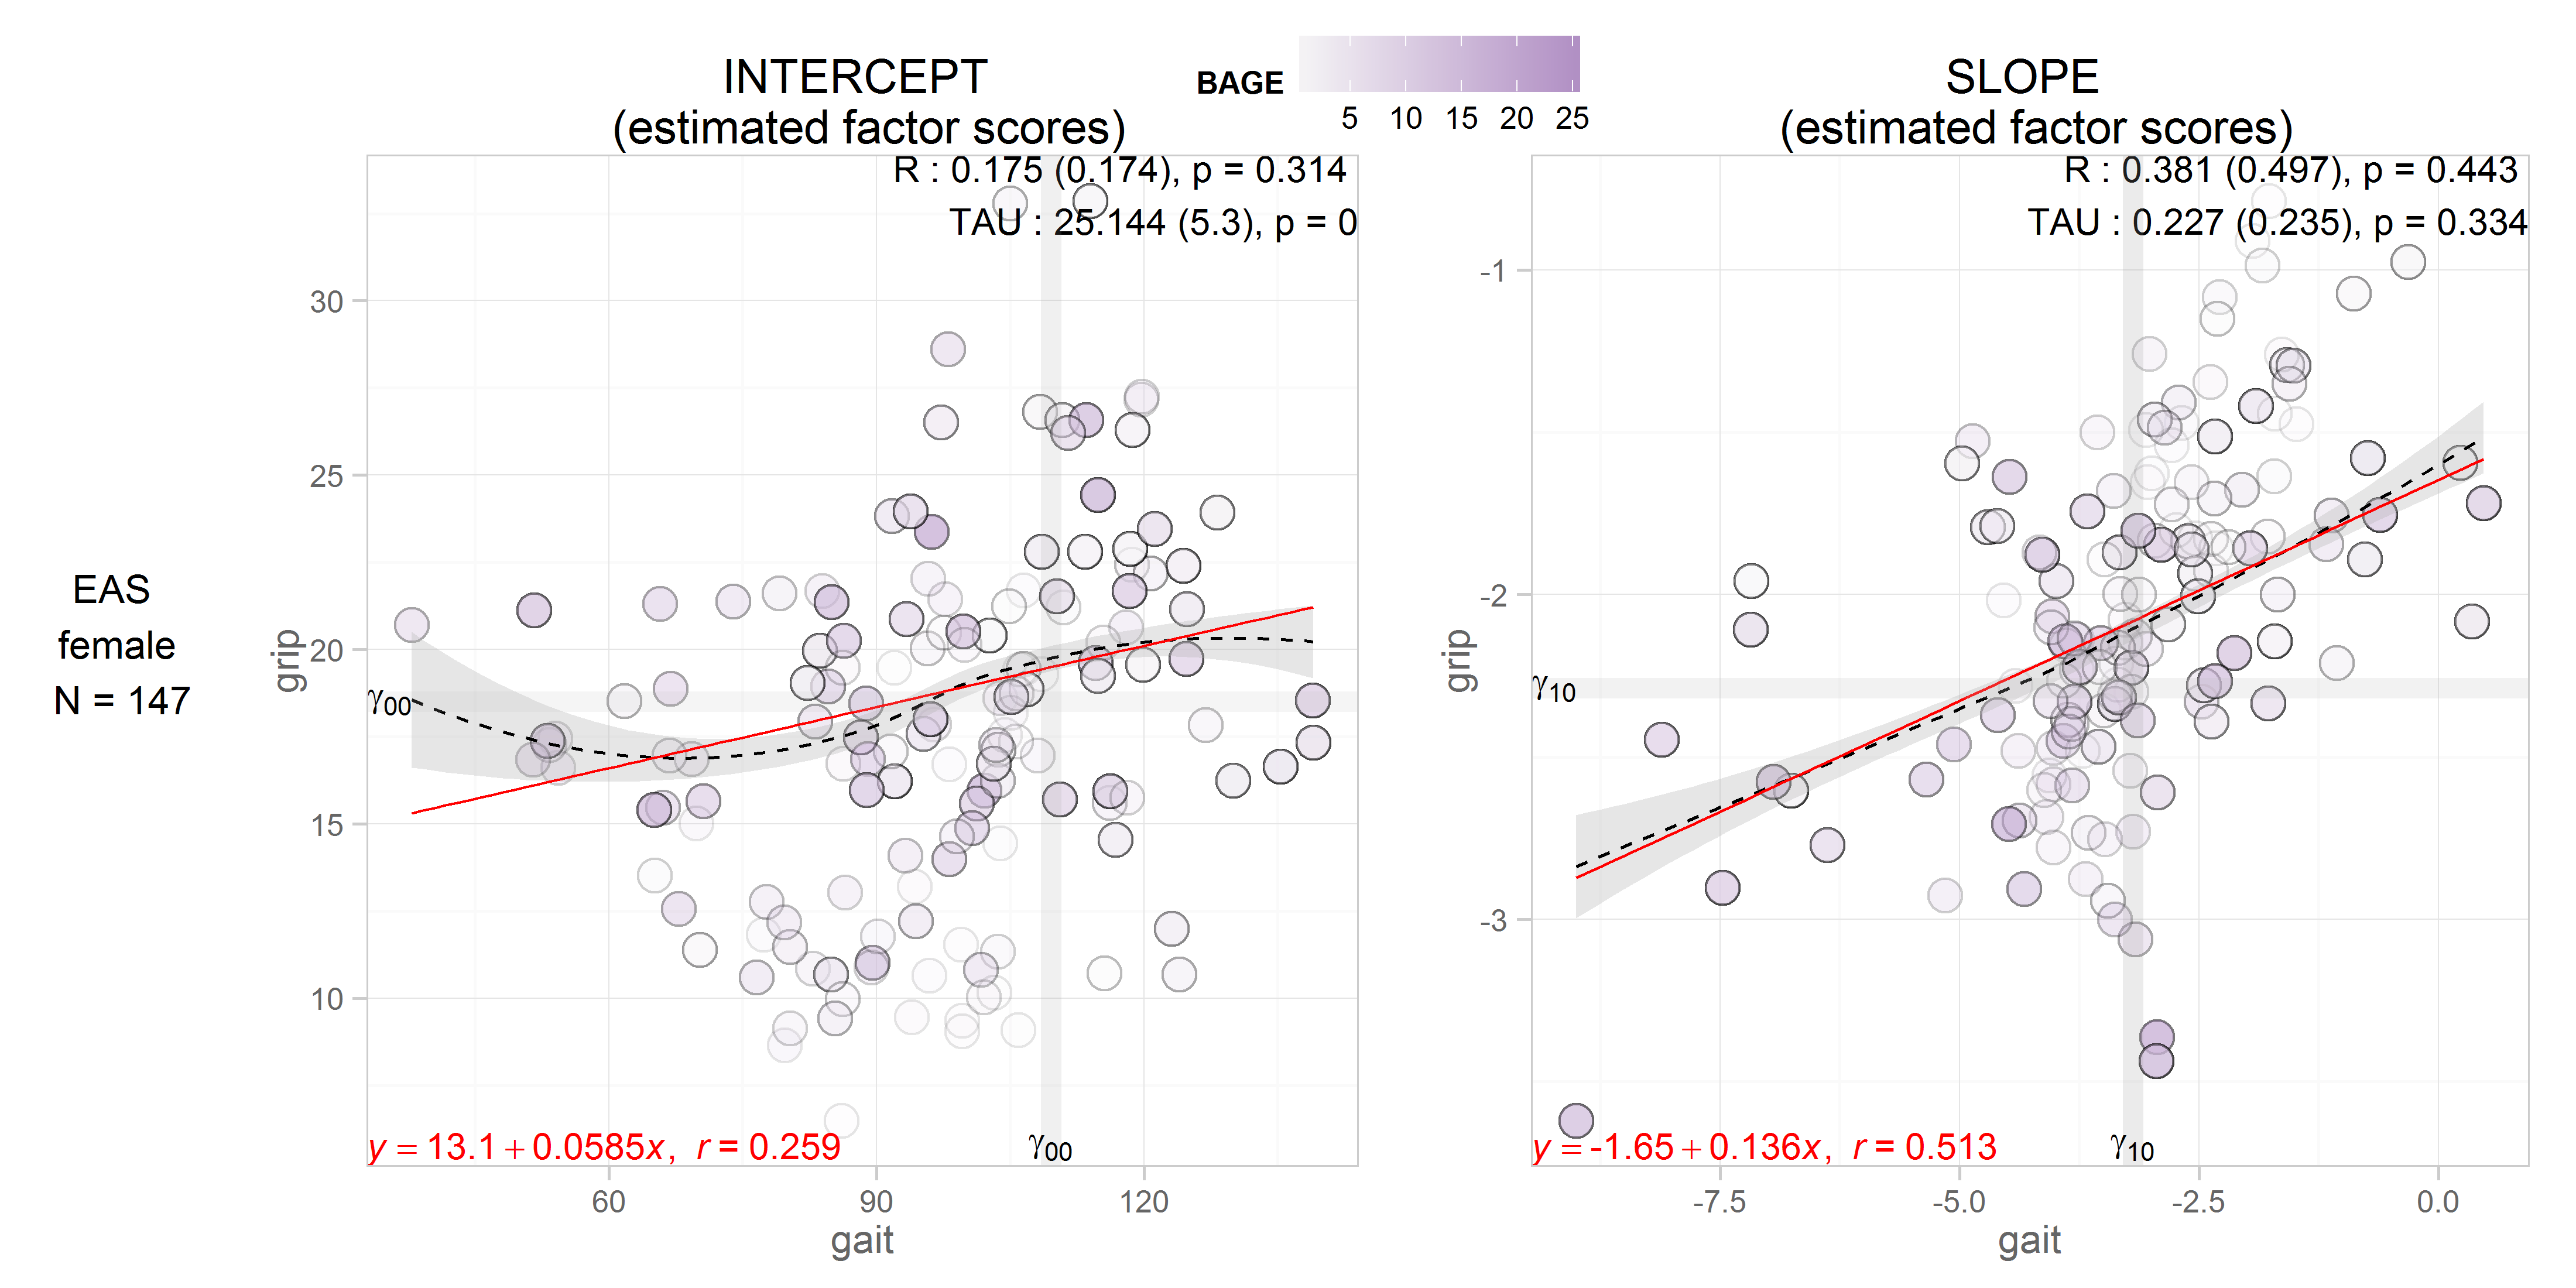 BAGE
5 10 15 20 25
INTERCEPT
(estimated factor scores)
SLOPE
(estimated factor scores)
R : 0.175 (0.174), p = 0.314
TAU : 25.144 (5.3), p = 0
R : 0.381 (0.497), p = 0.443
TAU : 0.227 (0.235), p = 0.334
EAS
female
N = 147
grip
30
25
20
15
10
γ00
y = 13.1 + 0.0585x, r = 0.259
γ00
60 90 120
gait
grip
-1
-2
-3
γ10
y = -1.65 + 0.136x, r = 0.513
γ10
-7.5 -5.0 -2.5 0.0
gait